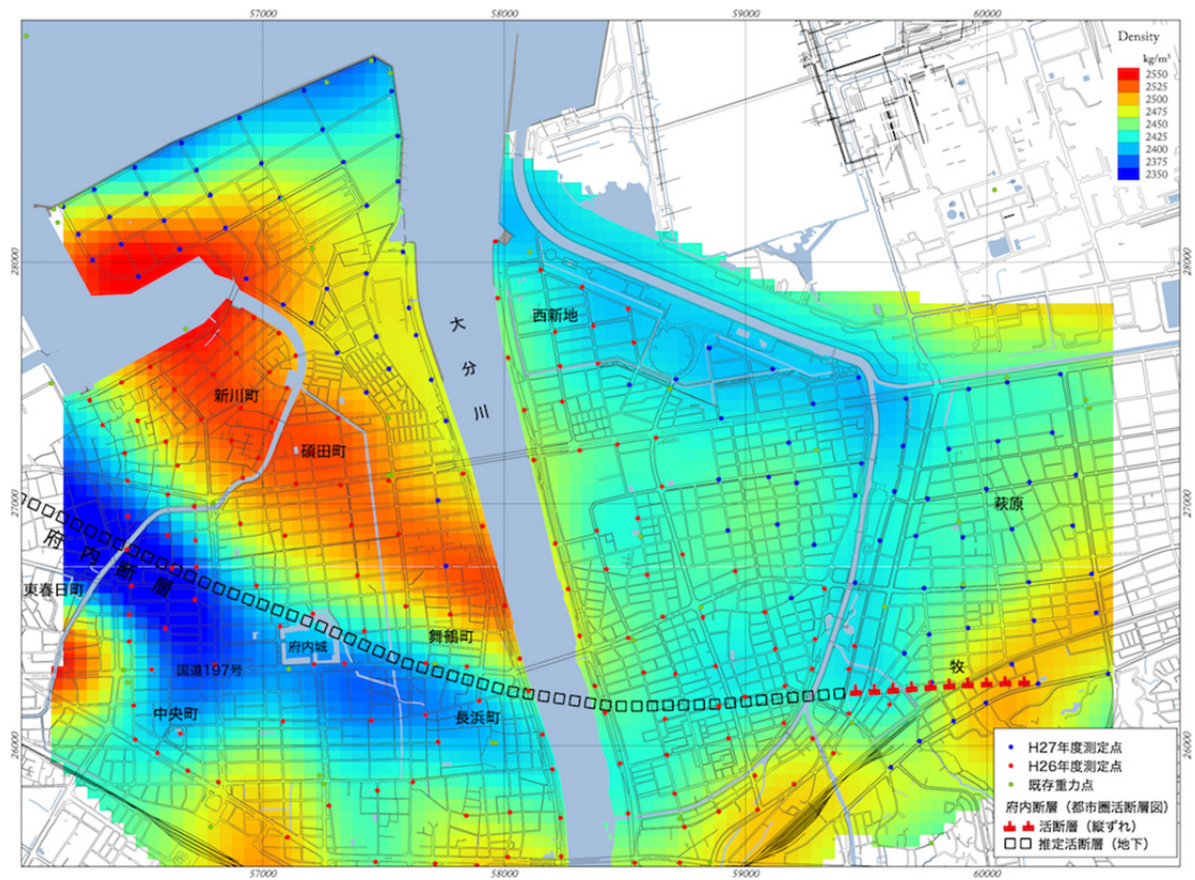 57000
58000
59000
60000
Density
kg/m³
2550
2525
2500
2475
2450
2425
2400
2375
2350
28000
28000
大分川
西新地
新川町
碩田町
27000
27000
萩原
府内断層
東春日町
舞鶴町
府内城
国道197号
牧
中央町
長浜町
26000
26000
H27年度測定点
H26年度測定点
既存重力点
府内断層（都市圏活断層図）
活断層（縦ずれ）
推定活断層（地下）
57000
58000
59000
60000